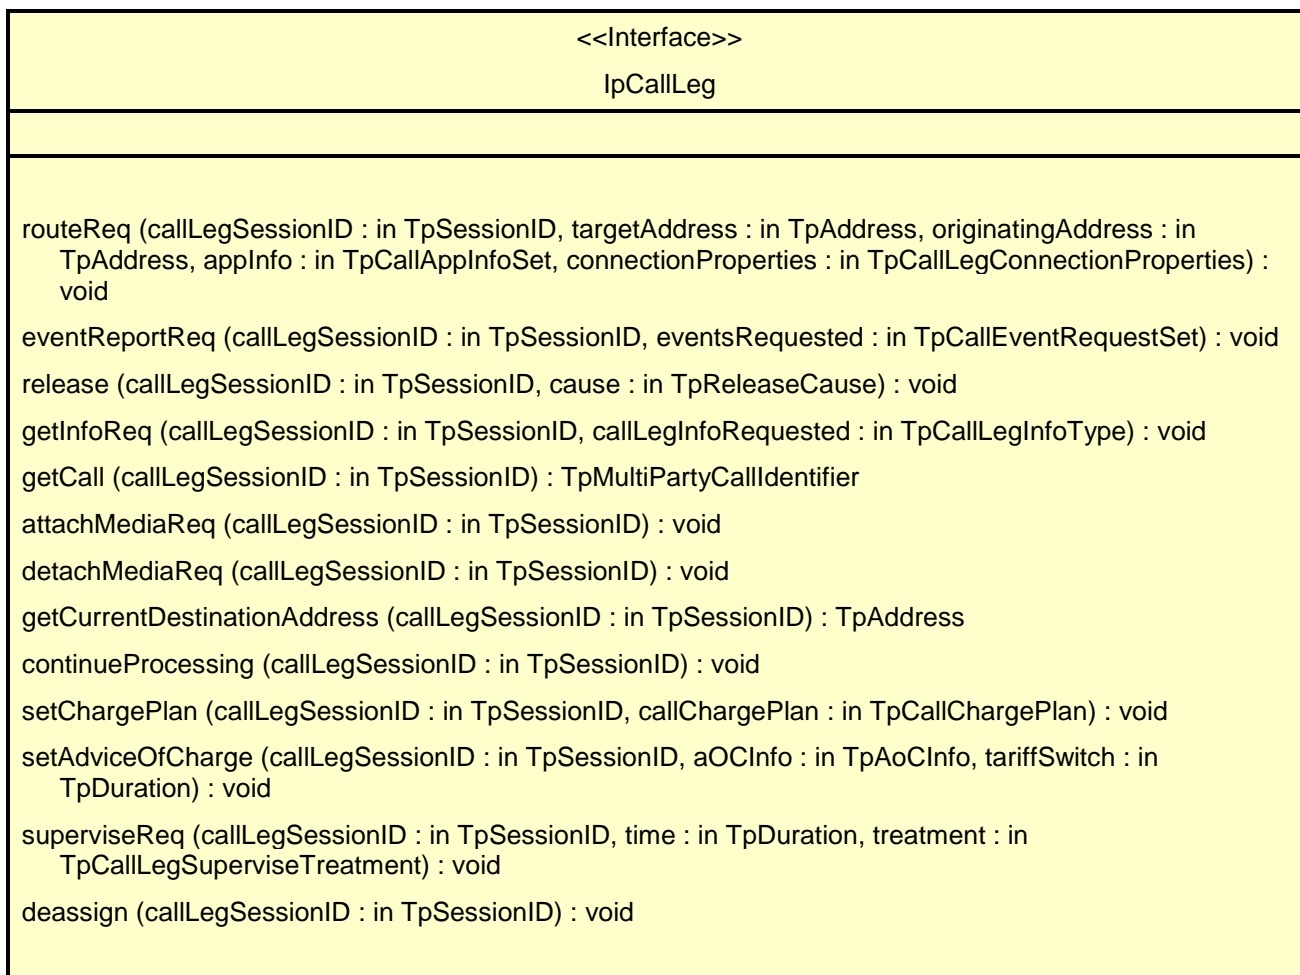 <<Interface>>
IpCallLeg
routeReq (callLegSessionID : in TpSessionID, targetAddress : in TpAddress, originatingAddress : in
TpAddress, appInfo : in TpCallAppInfoSet, connectionProperties : in TpCallLegConnectionProperties) :
void
eventReportReq (callLegSessionID : in TpSessionID, eventsRequested : in TpCallEventRequestSet) : void
release (callLegSessionID : in TpSessionID, cause : in TpReleaseCause) : void
getInfoReq (callLegSessionID : in TpSessionID, callLegInfoRequested : in TpCallLegInfoType) : void
getCall (callLegSessionID : in TpSessionID) : TpMultiPartyCallIdentifier
attachMediaReq (callLegSessionID : in TpSessionID) : void
detachMediaReq (callLegSessionID : in TpSessionID) : void
getCurrentDestinationAddress (callLegSessionID : in TpSessionID) : TpAddress
continueProcessing (callLegSessionID : in TpSessionID) : void
setChargePlan (callLegSessionID : in TpSessionID, callChargePlan : in TpCallChargePlan) : void
setAdviceOfCharge (callLegSessionID : in TpSessionID, aOCInfo : in TpAoCInfo, tariffSwitch : in
TpDuration) : void
superviseReq (callLegSessionID : in TpSessionID, time : in TpDuration, treatment : in
TpCallLegSuperviseTreatment) : void
deassign (callLegSessionID : in TpSessionID) : void